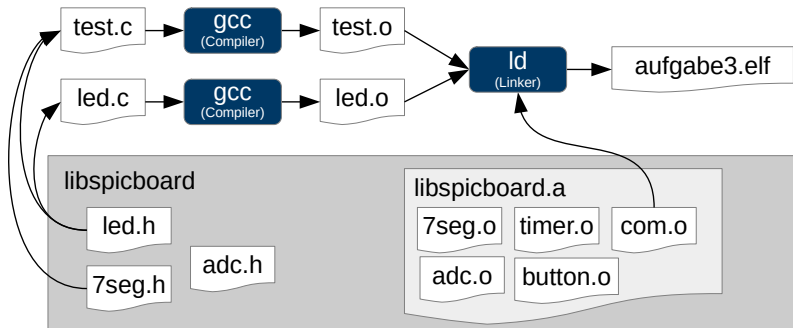 test.c
gcc
(Compiler)
test.o
ld
(Linker)
aufgabe3.elf
led.c
gcc
(Compiler)
led.o
libspicboard
led.h
7seg.h
adc.h
libspicboard.a
7seg.o
timer.o
com.o
adc.o
button.o